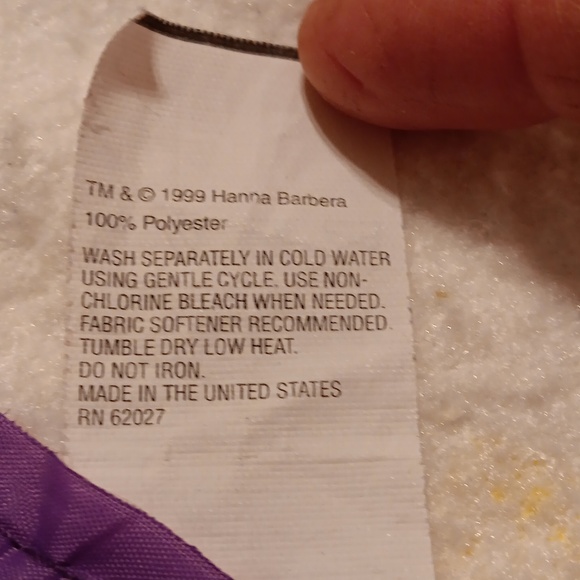 TM & © 1999 Hanna Barbera
100% Polyester
WASH SEPARATELY IN COLD WATER
USING GENTLE CYCLE. USE NON-
CHLORINE BLEACH WHEN NEEDED.
FABRIC SOFTENER RECOMMENDED.
TUMBLE DRY LOW HEAT.
DO NOT IRON.
MADE IN THE UNITED STATES
RN 62027